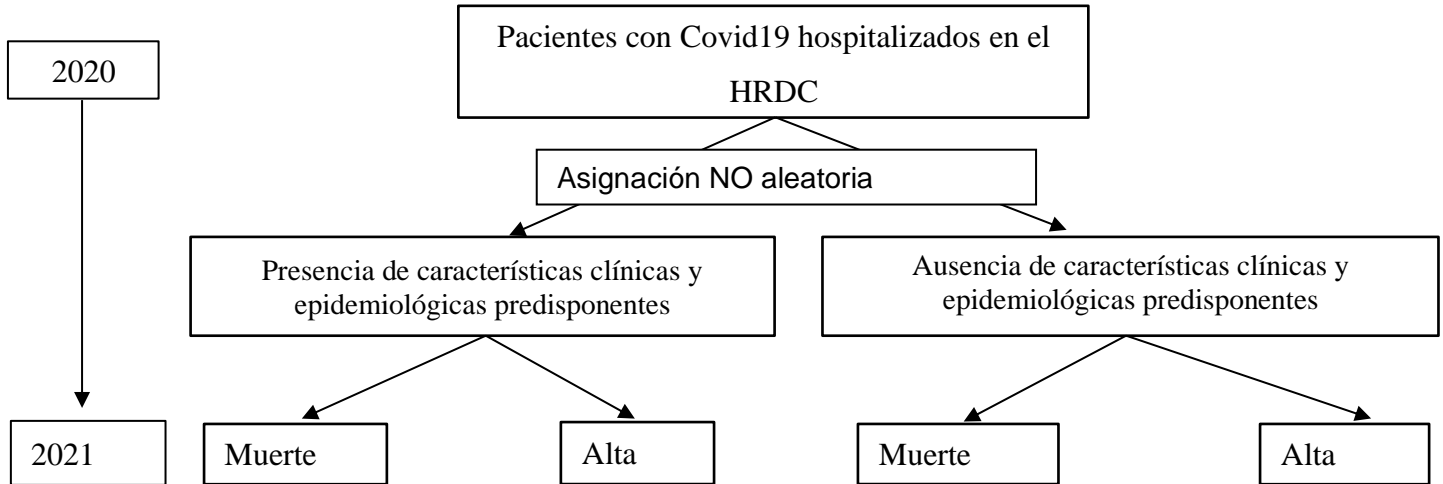 Pacientes con Covid19 hospitalizados en el
HRDC
2020
Asignación NO aleatoria
Presencia de características clínicas y
epidemiológicas predisponentes
Ausencia de características clínicas y
epidemiológicas predisponentes
2021
Muerte
Alta
Muerte
Alta